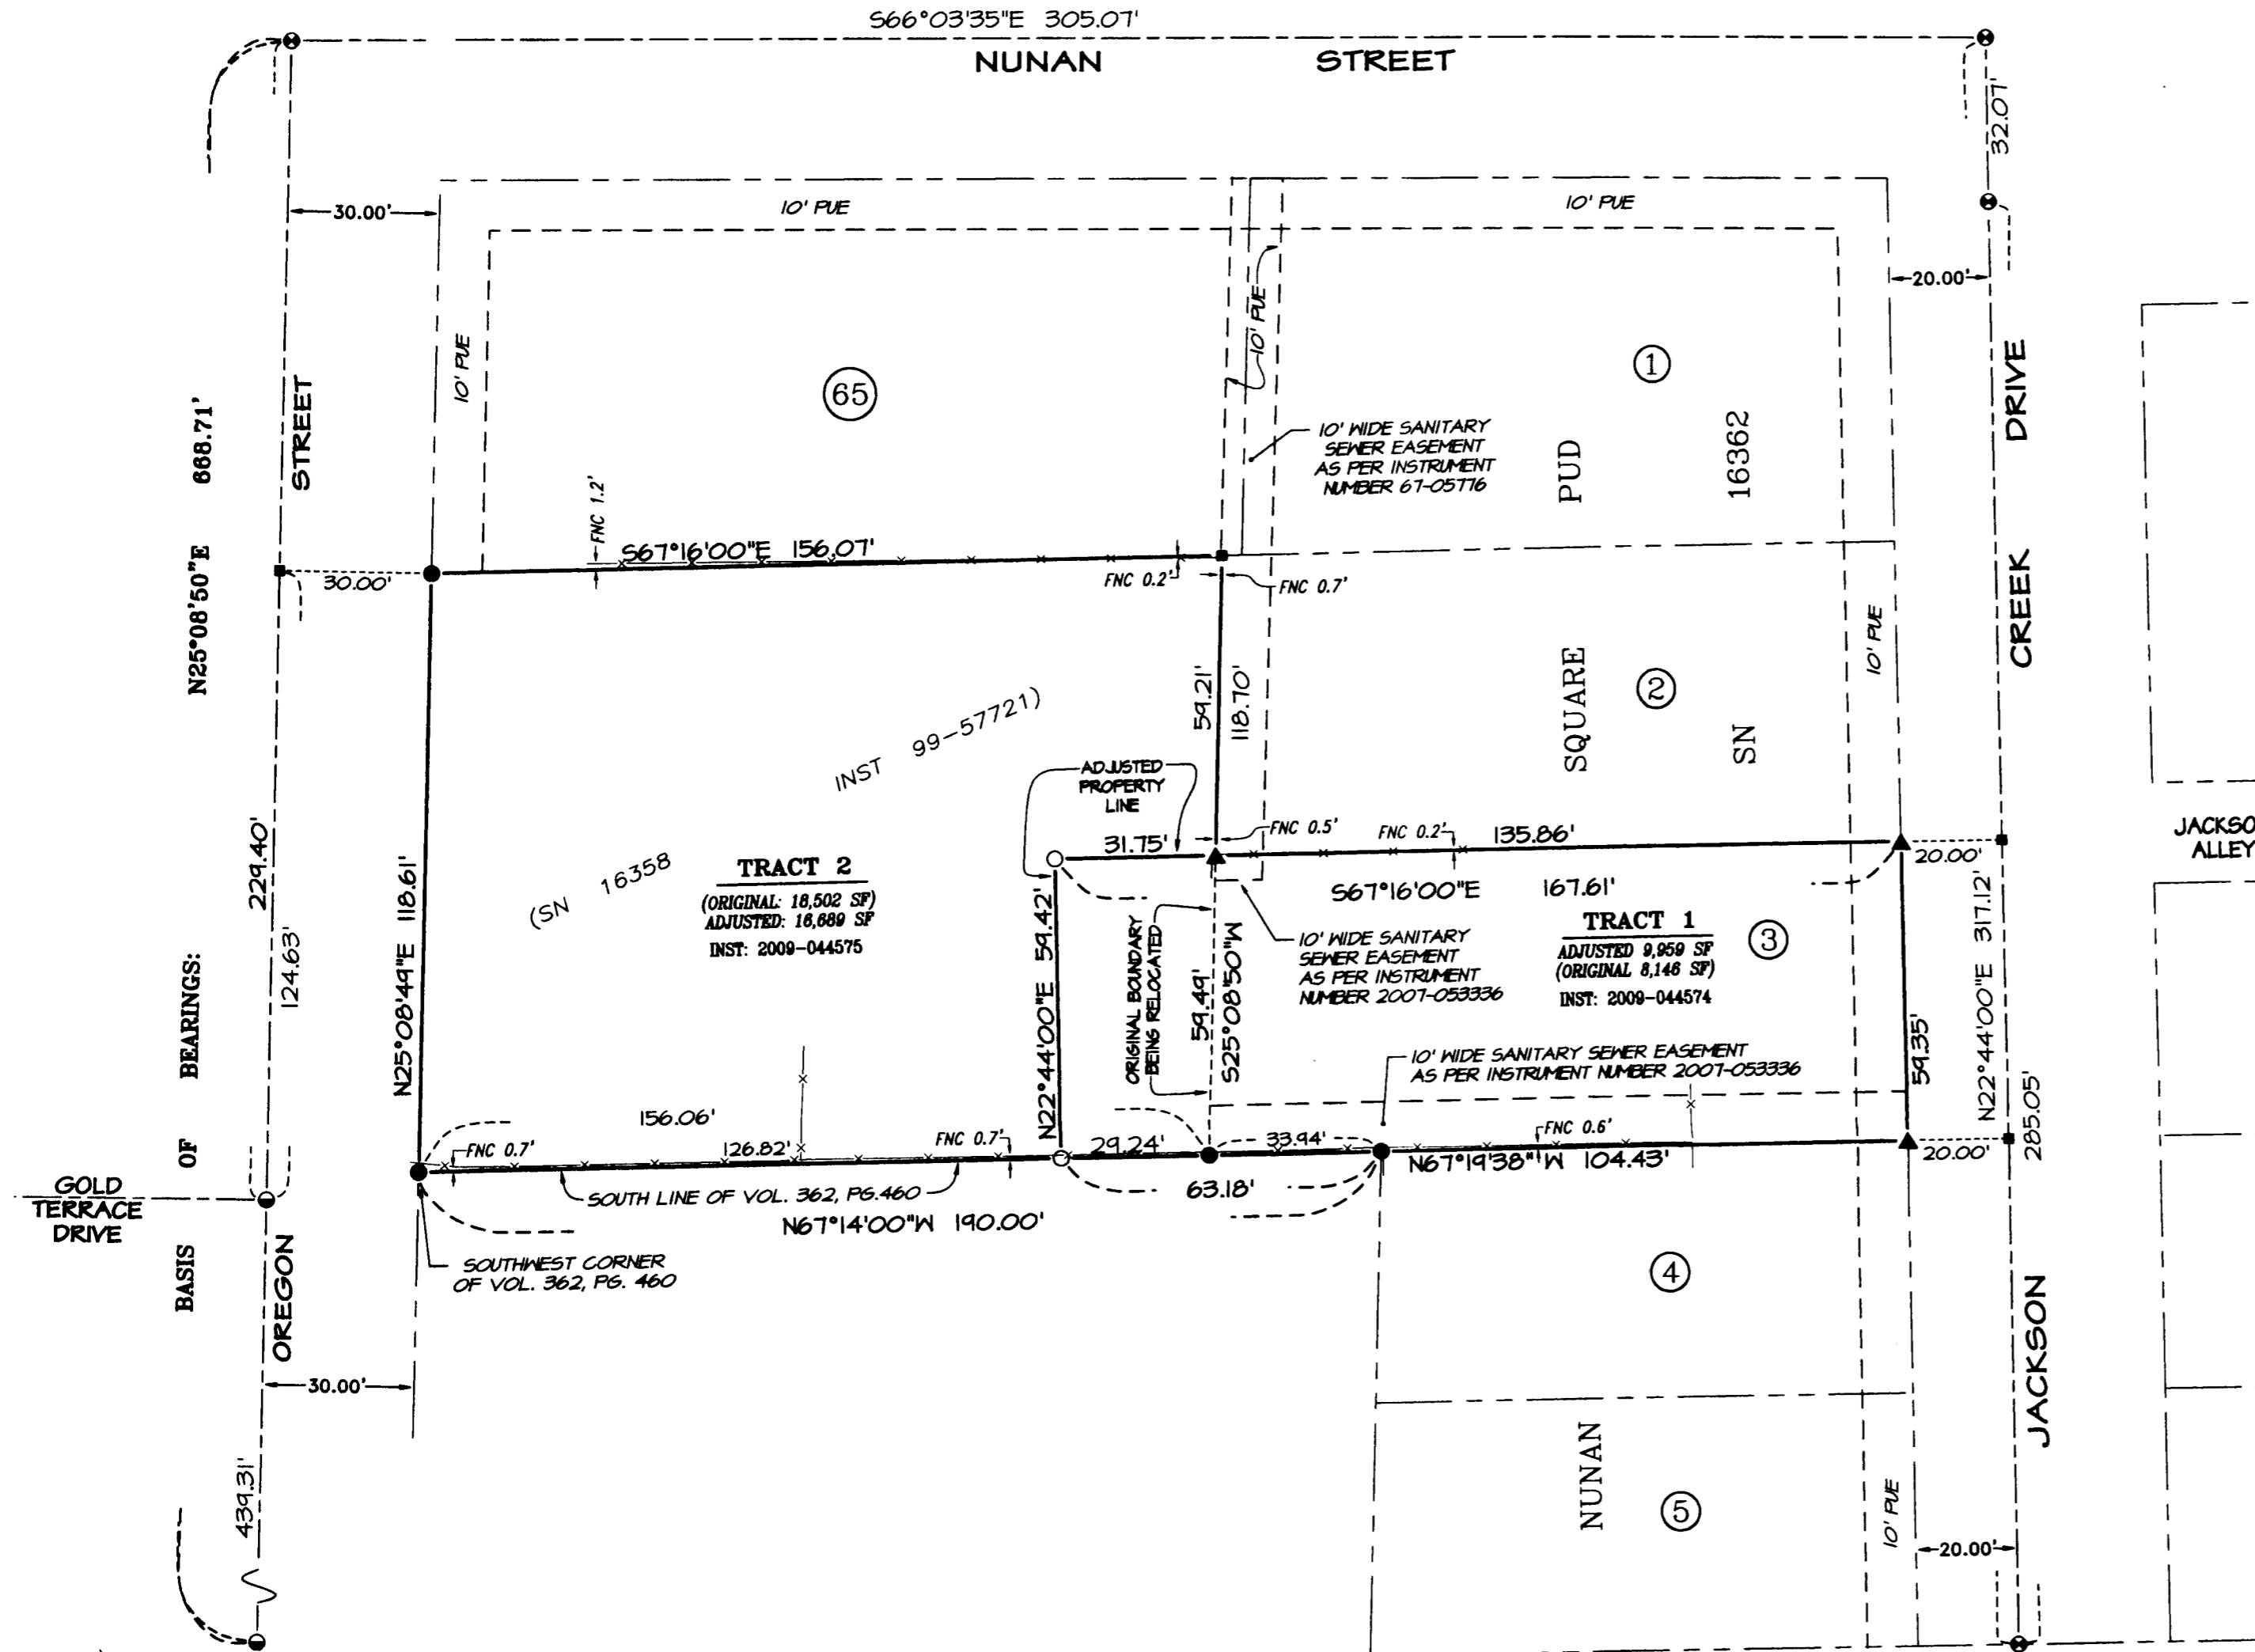 S66°03'35"E 305.07'
NUNAN STREET
32.07'
30.00'
10' PUE
10' PUE
20.00'
10' PUE
10' PUE
65
1
N25°08'50"E 668.71'
STREET
DRIVE
10' WIDE SANITARY
SEWER EASEMENT
AS PER INSTRUMENT
NUMBER 67-05776
PUD
16362
FNC 1.2'
S67°16'00"E 156.07'
30.00'
FNC 0.2'
FNC 0.7'
CREEK
10' PUE
59.21'
118.70'
SQUARE
2
SN
INST 99-57721)
(SN 16358
229.40'
124.63'
ADJUSTED
PROPERTY
LINE
31.75'
FNC 0.5'
FNC 0.2'
135.86'
20.00'
JACKSO
ALLEY
S67°16'00"E 167.61'
TRACT 2
(ORIGINAL: 18,502 SF)
ADJUSTED: 16,689 SF
INST: 2009-044575
N25°08'49"E 118.61'
N22°44'00"E 59.42'
ORIGINAL BOUNDARY
BEING RELOCATED
59.49'
S25°08'50"W
10' WIDE SANITARY
SEWER EASEMENT
AS PER INSTRUMENT
NUMBER 2007-053336
TRACT 1
ADJUSTED 9,959 SF
(ORIGINAL 8,146 SF)
INST: 2009-044574
3
59.35'
N22°44'00"E 317.12'
285.05'
10' WIDE SANITARY SEWER EASEMENT
AS PER INSTRUMENT NUMBER 2007-053336
BASIS OF BEARINGS:
156.06'
FNC 0.7'
126.82'
FNC 0.7'
29.24'
33.94'
FNC 0.6'
N67°19'38"W 104.43'
20.00'
SOUTH LINE OF VOL. 362, PG.460
63.18'
N67°14'00"W 190.00'
GOLD
TERRACE
DRIVE
SOUTHWEST CORNER
OF VOL. 362, PG. 460
OREGON
4
JACKSON
30.00'
439.31'
NUNAN
5
10' PUE
20.00'